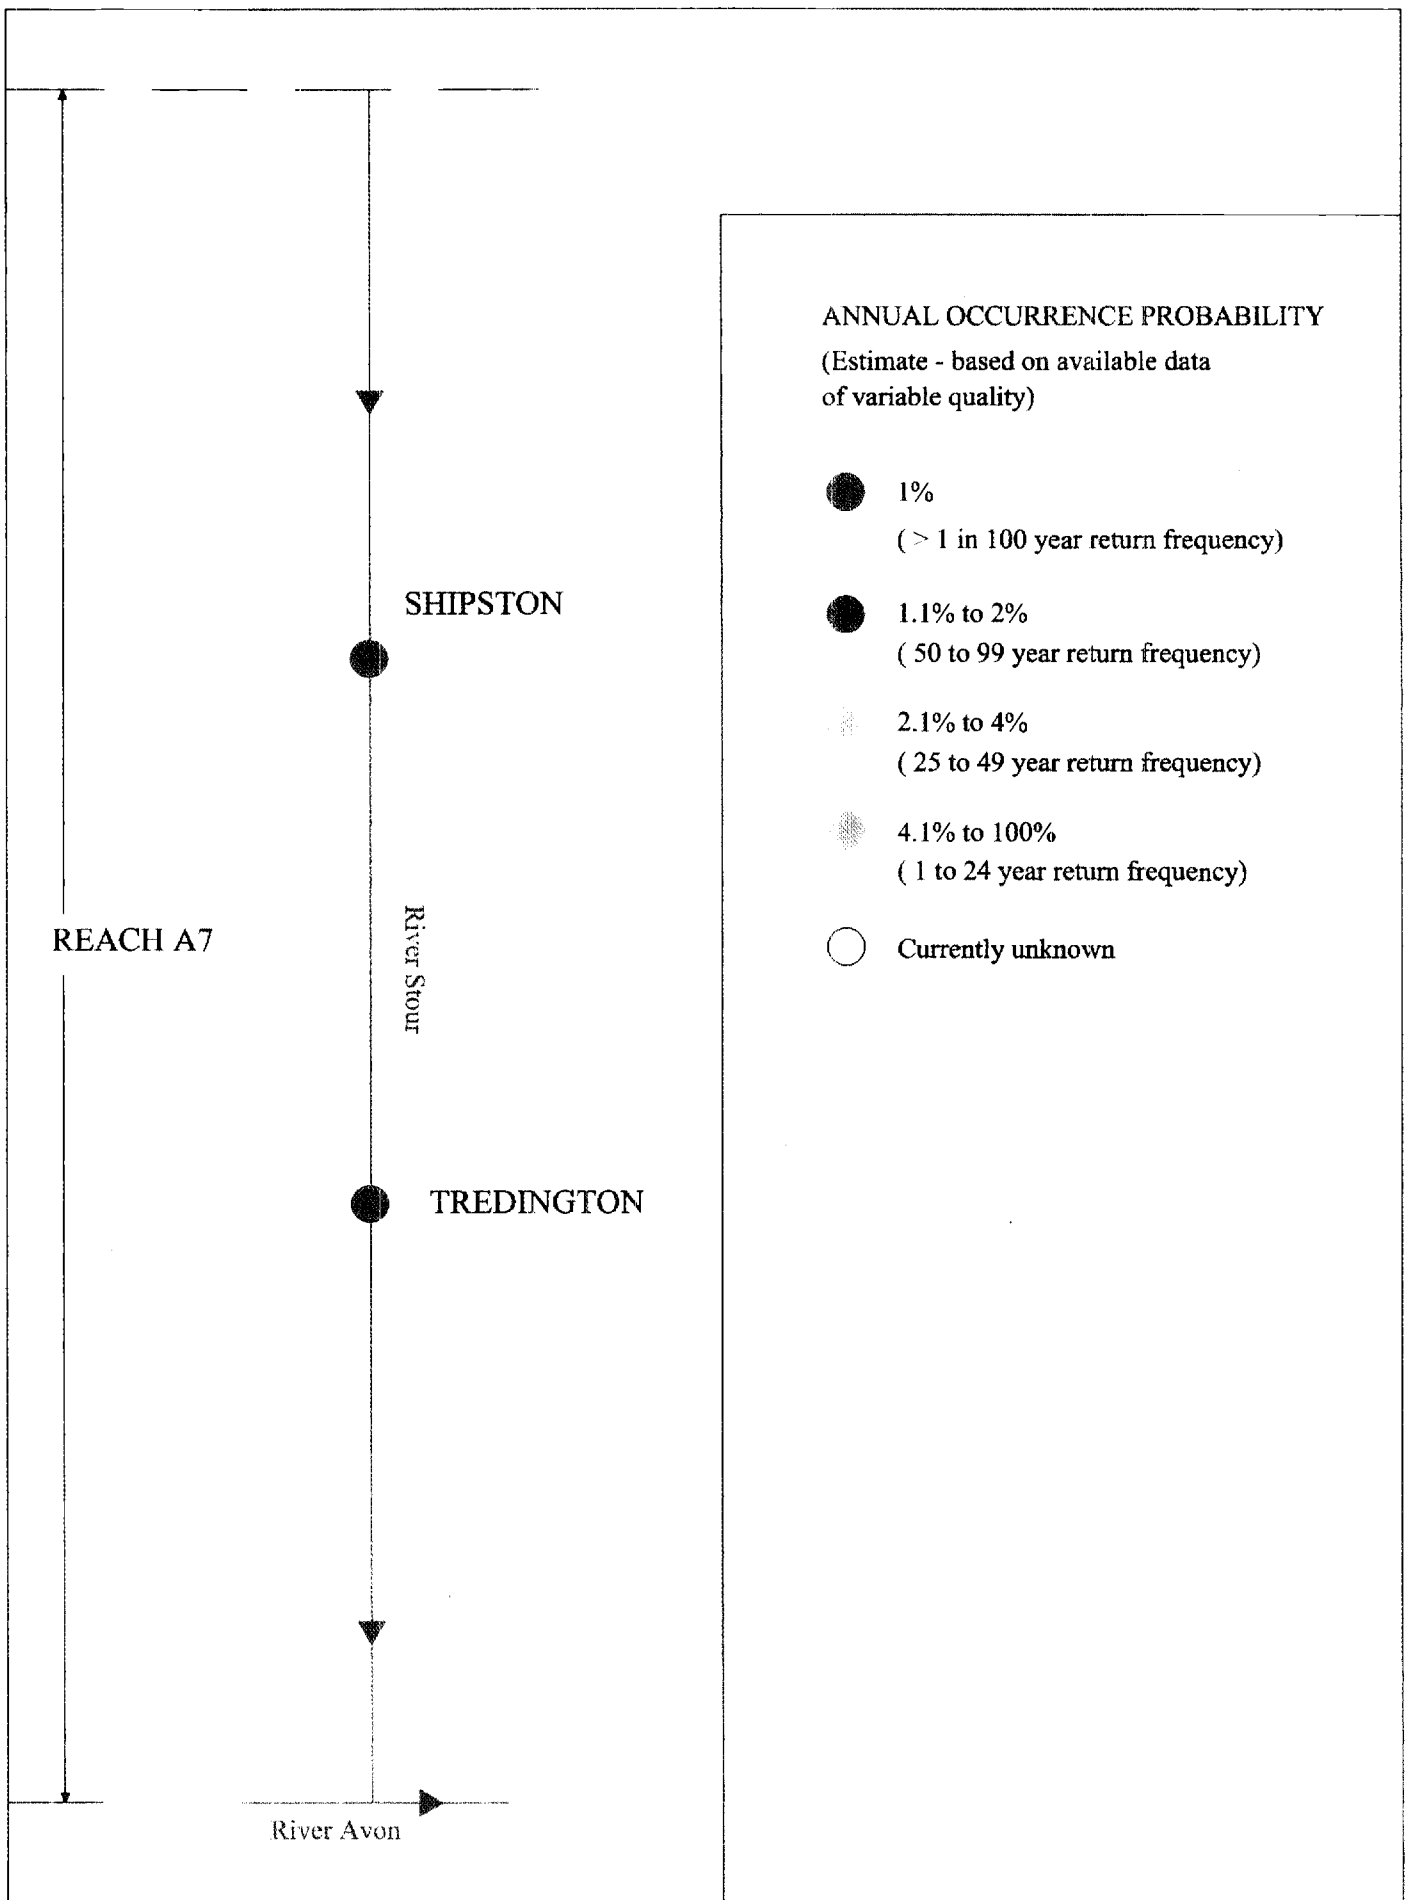 SHIPSTON
REACH A7
River Stour
TREDINGTON
River Avon
ANNUAL OCCURRENCE PROBABILITY
(Estimate - based on available data
of variable quality)
1%
( > 1 in 100 year return frequency)
1.1% to 2%
( 50 to 99 year return frequency)
2.1% to 4%
( 25 to 49 year return frequency)
4.1% to 100%
( 1 to 24 year return frequency)
Currently unknown